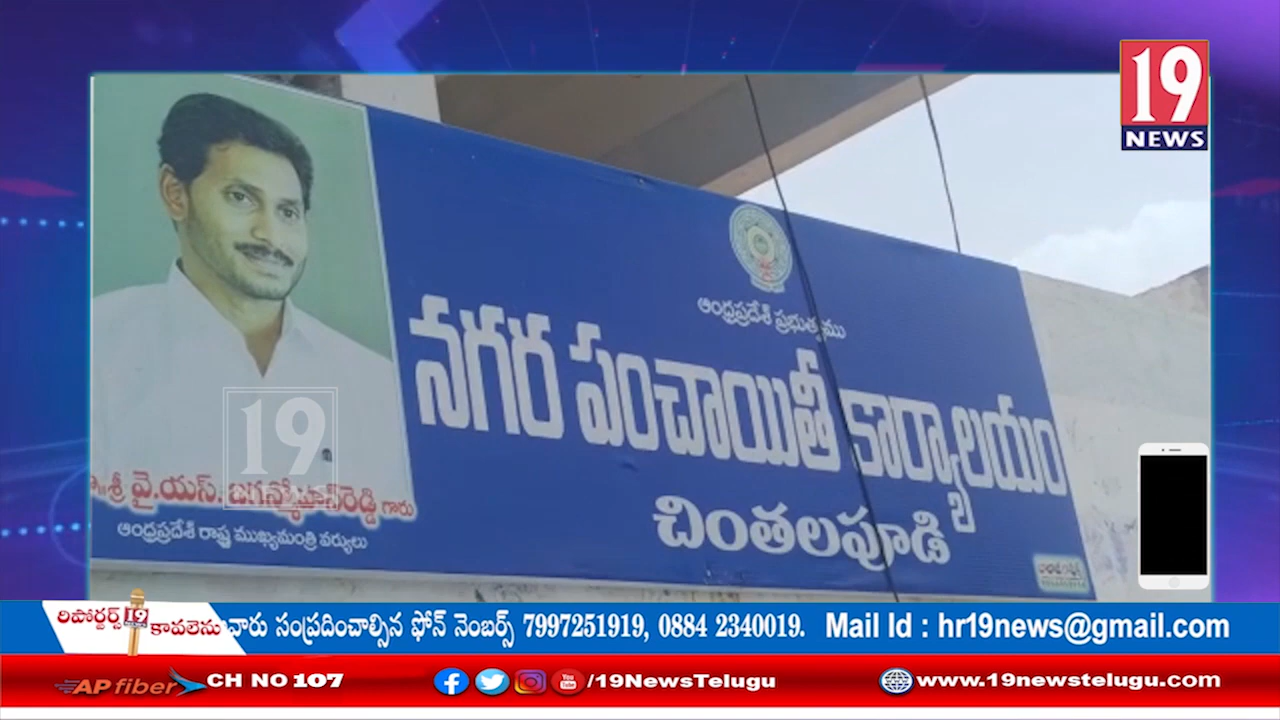 19
NEWS
ఆంధ్రప్రదేశ్ ప్రభుత్వము
నగర పంచాయితీ కార్యాలయం
చింతలపూడి
19
శ్రీ వై.యస్. జగన్మోహన్‌రెడ్డి గారు
ఆంధ్రప్రదేశ్ రాష్ట్ర ముఖ్యమంత్రి వర్యులు
రిపోర్టర్స్ 19 కావలెను వారు సంప్రదించాల్సిన ఫోన్ నెంబర్స్ 7997251919, 0884 2340019. Mail Id : hr19news@gmail.com
AP fiber CH NO 107 /19NewsTelugu www.19newstelugu.com